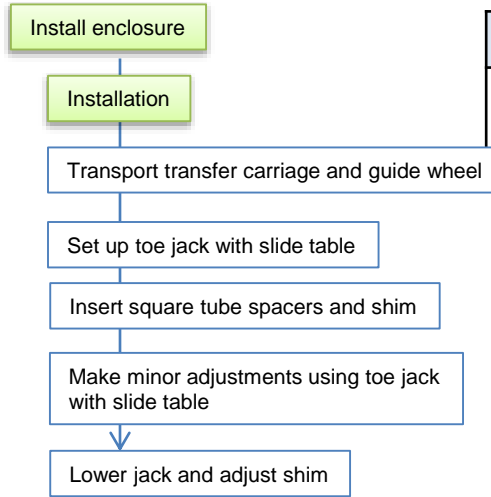 Install enclosure
Installation
Transport transfer carriage and guide wheel
Set up toe jack with slide table
Insert square tube spacers and shim
Make minor adjustments using toe jack
with slide table
Lower jack and adjust shim